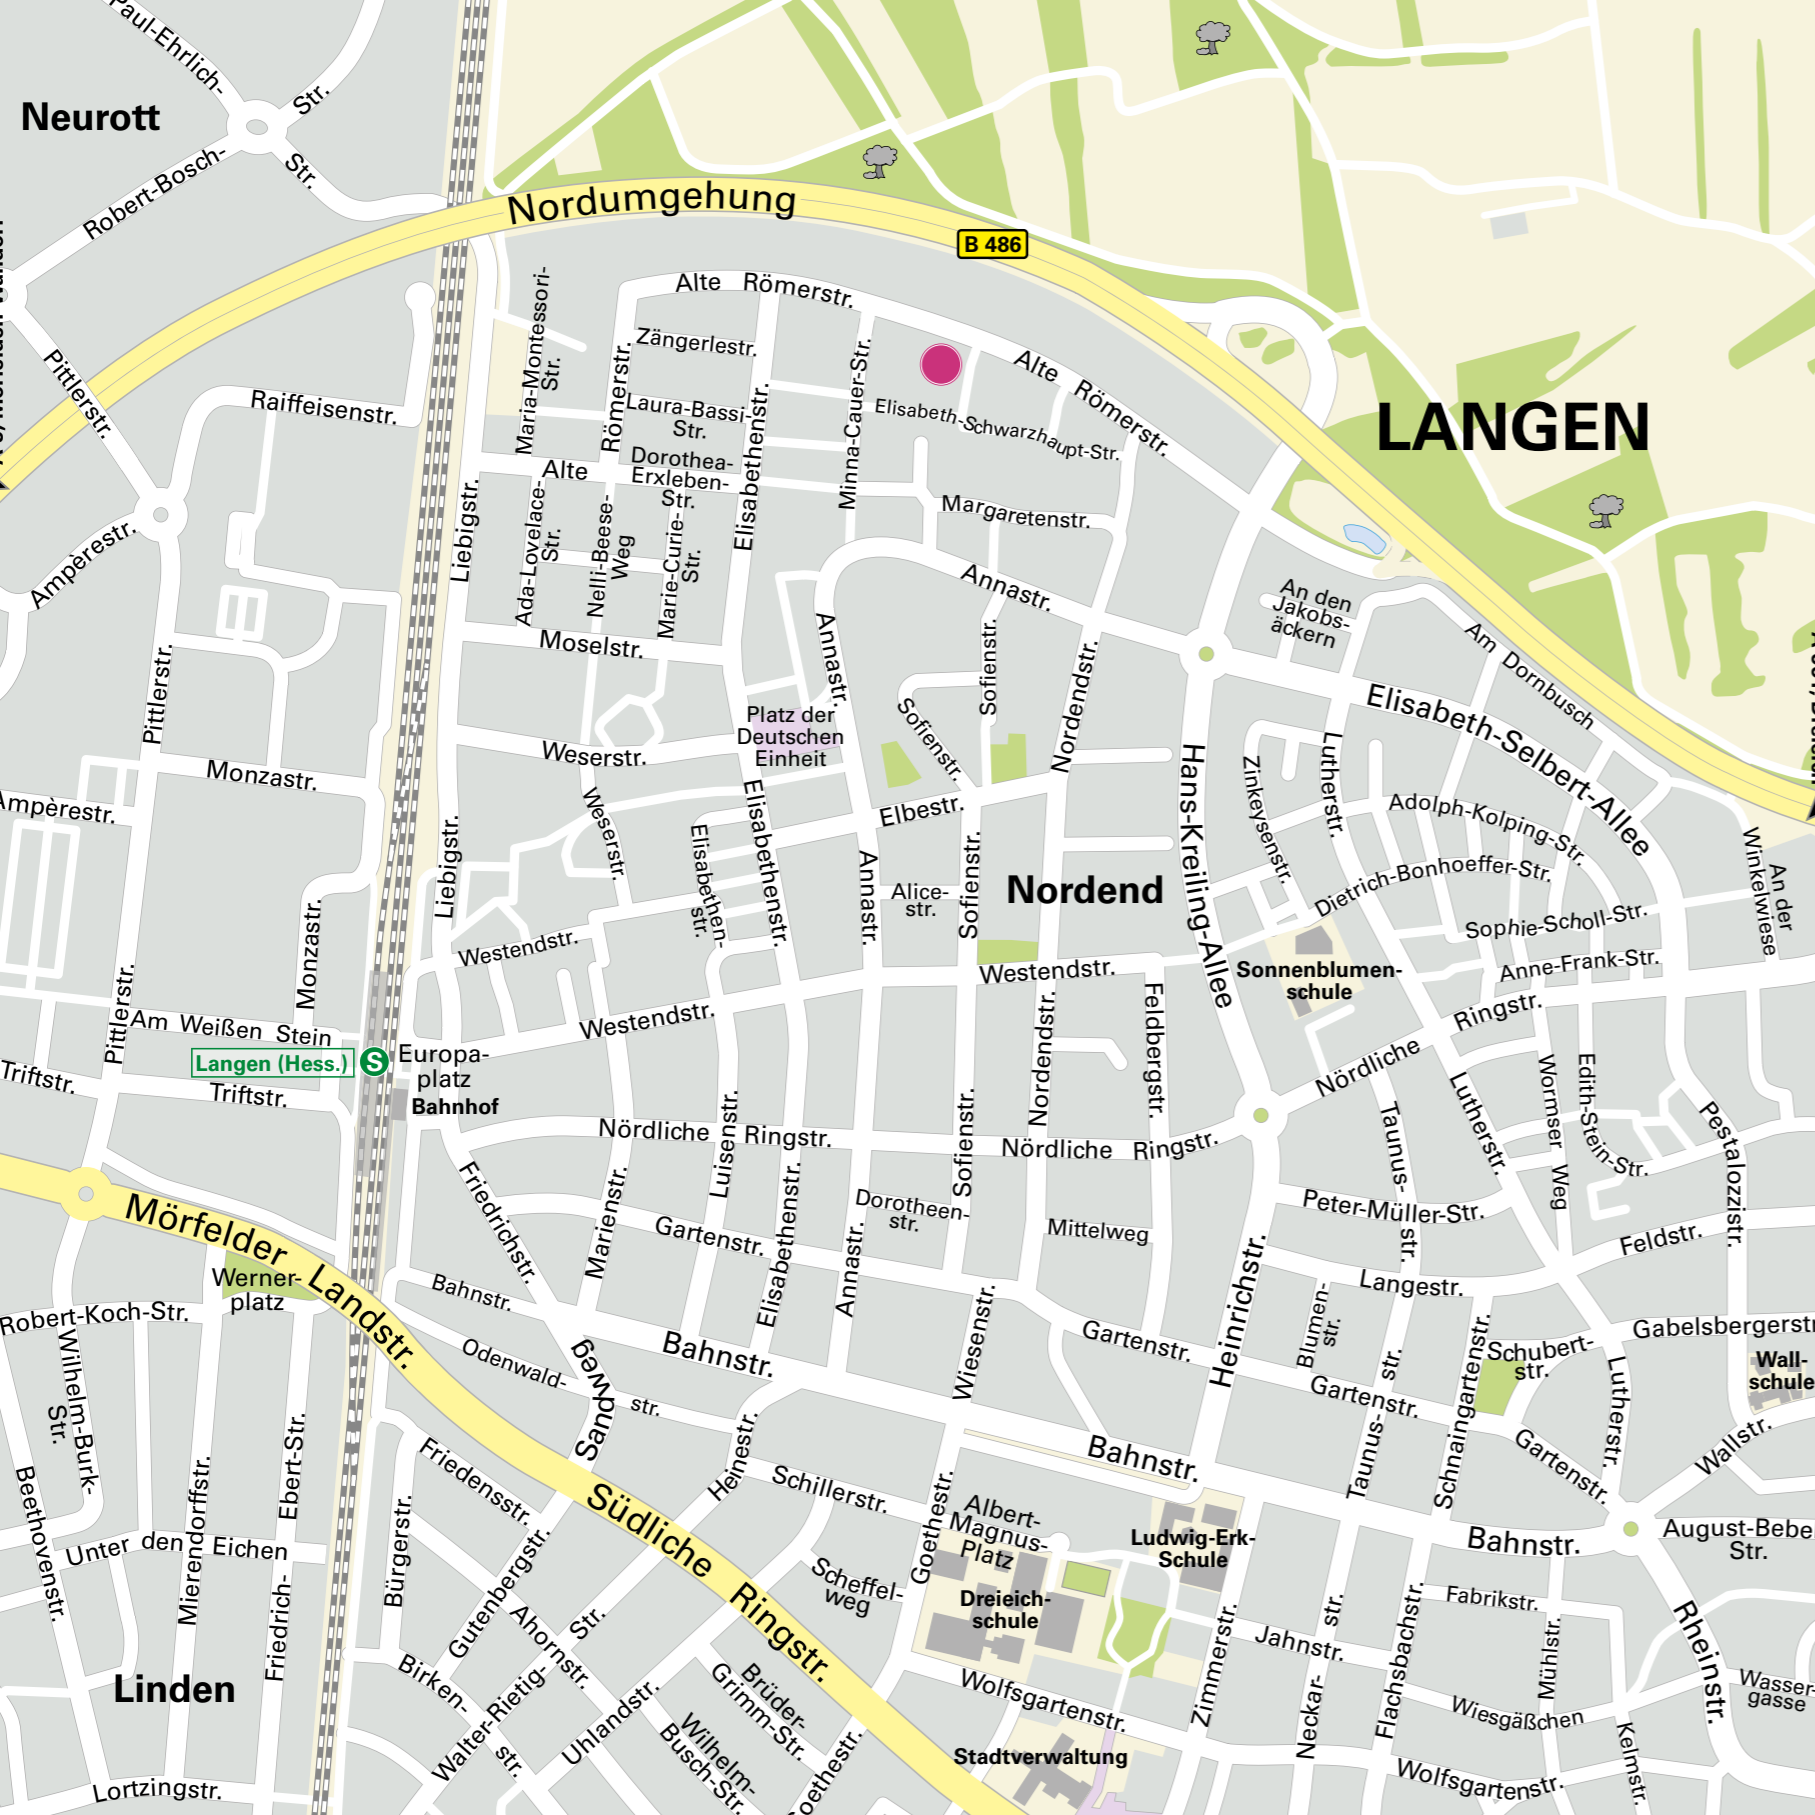 Paul-Ehrlich-
Str.
Neurott
Robert-Bosch-
Str.
Nordumgehung
B 486
LANGEN
Pittlerstr.
Raiffeisenstr.
Ampèrestr.
Alte Römerstr.
Zängerlestr.
Maria-Montessori-
Str.
Römerstr.
Laura-Bassi-
Str.
Elisabethenstr.
Minna-Cauer-Str.
Elisabeth-Schwarzhaupt-Str.
Alte Römerstr.
Alte
Dorothea-
Erxleben-
Str.
Liebigstr.
Ada-Lovelace-
Str.
Nelli-Beese-
Weg
Marie-Curie-
Str.
Margaretenstr.
Annastr.
An den
Jakobs-
äckern
Am Dornbusch
Moselstr.
Annastr.
Sofienstr.
Sofienstr.
Nordendstr.
Elisabeth-Selbert-Allee
Pittlerstr.
Platz der
Deutschen
Einheit
Weserstr.
Monzastr.
Ampèrestr.
Weserstr.
Elisabethenstr.
Elisabethen-
str.
Elbestr.
Hans-Kreiling-Allee
Zinkeysenstr.
Lutherstr.
Adolph-Kolping-Str.
Dietrich-Bonhoeffer-Str.
Sophie-Scholl-Str.
Anne-Frank-Str.
An der
Winkelwiese
Liebigstr.
Annastr.
Alice-
str.
Sofienstr.
Nordend
Monzastr.
Westendstr.
Westendstr.
Westendstr.
Sonnenblumen-
schule
Ringstr.
Nördliche
Pittlerstr.
Am Weißen Stein
Langen (Hess.)
S
Europa-
platz
Bahnhof
Triftstr.
Triftstr.
Nördliche Ringstr.
Nördliche Ringstr.
Luisenstr.
Sofienstr.
Nordendstr.
Feldbergstr.
Taunus-
str.
Lutherstr.
Wormser Weg
Edith-Stein-Str.
Pestalozzistr.
Mörfelder Landstr.
Friedrichstr.
Marienstr.
Gartenstr.
Elisabethenstr.
Annastr.
Dorotheen-
str.
Mittelweg
Peter-Müller-Str.
Feldstr.
Langestr.
Werner-
platz
Robert-Koch-Str.
Bahnstr.
Bahnstr.
Odenwald-
str.
Sandweg
Wiesenstr.
Gartenstr.
Heinrichstr.
Blumen-
str.
Gartenstr.
Taunus-
str.
Schnaingartenstr.
Schubert-
str.
Gabelsbergerstr
Wall-
schule
Lutherstr.
Wallstr.
Gartenstr.
Wilhelm-Burk-
Str.
Beethovenstr.
Mierendorffstr.
Friedrich-
Ebert-Str.
Unter den Eichen
Friedensstr.
Bürgerstr.
Gutenbergstr.
Südliche Ringstr.
Heinestr.
Schillerstr.
Scheffel-
weg
Goethestr.
Albert-
Magnus-
Platz
Dreieich-
schule
Bahnstr.
Ludwig-Erk-
Schule
Bahnstr.
August-Bebe
Str.
Fabrikstr.
Jahnstr.
Mühlstr.
Rheinstr.
Wasser-
gasse
Wiesgäßchen
Kelmstr.
Linden
Lortzingstr.
Birken-
str.
Ahornstr.
Walter-Rietig-
Str.
Uhlandstr.
Brüder-
Grimm-Str.
Wilhelm-
Busch-Str.
oethestr.
Wolfsgartenstr.
Zimmerstr.
Neckar-
str.
Flachsbachstr.
Stadtverwaltung
Wolfsgartenstr.